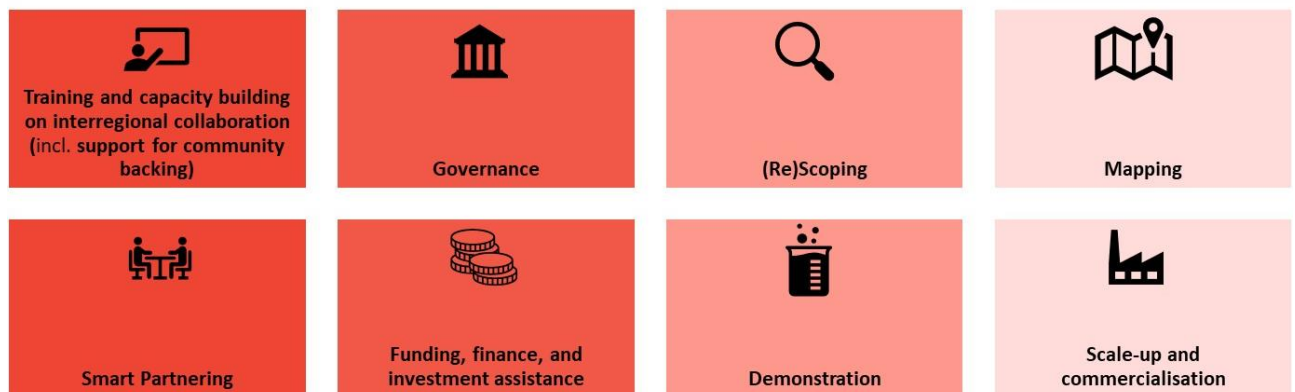 Training and capacity building
on interregional collaboration
(incl. support for community
backing)
Governance
(Re)Scoping
Mapping
Smart Partnering
Funding, finance, and
investment assistance
Demonstration
Scale-up and
commercialisation